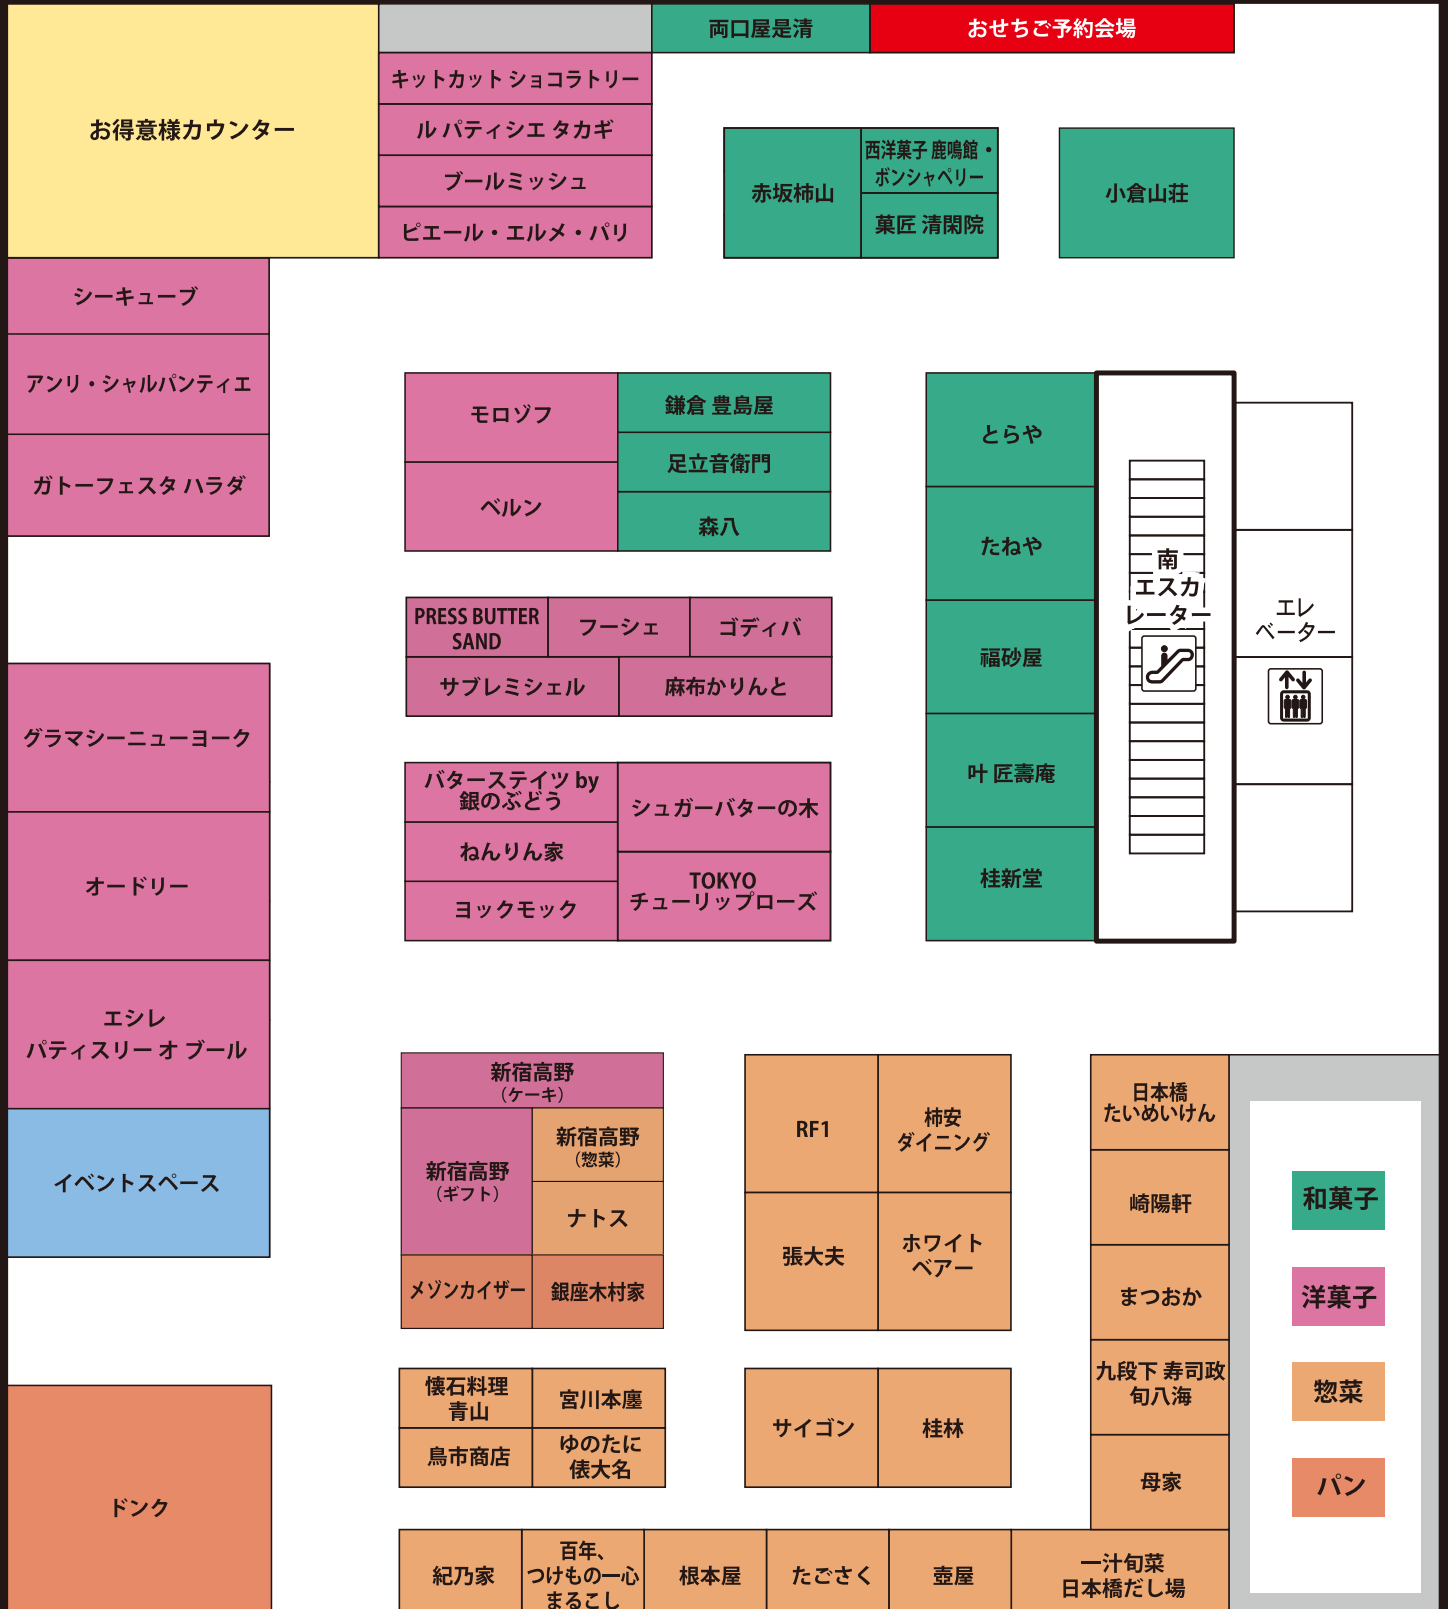 両口屋是清
おせちご予約会場
お得意様カウンター
キットカット ショコラトリー
ル パティシエ タカギ
ブールミッシュ
ピエール・エルメ・パリ
赤坂柿山
西洋菓子 鹿鳴館・
ボンシャペリー
菓匠 清閑院
小倉山荘
シーキューブ
アンリ・シャルパンティエ
ガトーフェスタ ハラダ
モロゾフ
ベルン
鎌倉 豊島屋
足立音衛門
森八
とらや
たねや
福砂屋
叶 匠壽庵
桂新堂
南
エスカ
レーター
エレ
ベーター
PRESS BUTTER
SAND
フーシェ
ゴディバ
サブレミシェル
麻布かりんと
グラマシーニューヨーク
オードリー
エシレ
パティスリー オ ブール
バターステイツ by
銀のぶどう
ねんりん家
ヨックモック
シュガーバターの木
TOKYO
チューリップローズ
イベントスペース
新宿高野
（ケーキ）
新宿高野
（ギフト）
新宿高野
（惣菜）
ナトス
メゾンカイザー
銀座木村家
RF1
柿安
ダイニング
張大夫
ホワイト
ベアー
日本橋
たいめいけん
崎陽軒
まつおか
九段下 寿司政
旬八海
母家
和菓子
洋菓子
惣菜
パン
ドンク
懐石料理
青山
宮川本廛
鳥市商店
ゆのたに
俵大名
サイゴン
桂林
紀乃家
百年、
つけもの一心
まるこし
根本屋
たごさく
壺屋
一汁旬菜
日本橋だし場